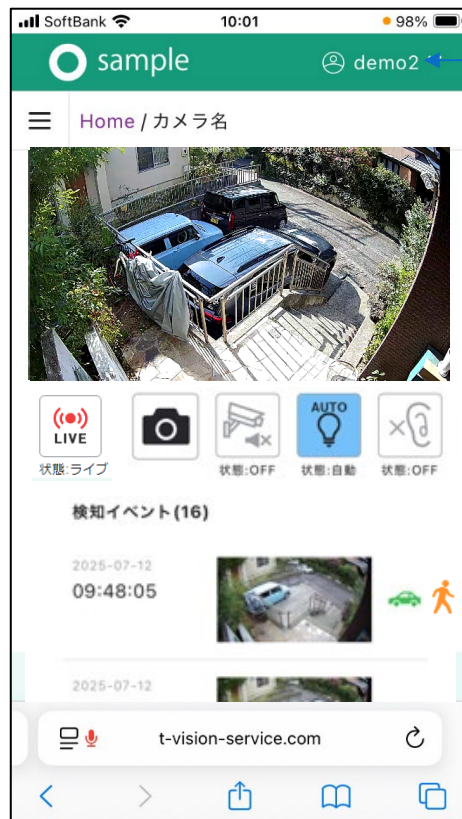 SoftBank 10:01 98%
sample demo2
Home / カメラ名
LIVE AUTO
状態:ライブ 状態:OFF 状態:自動 状態:OFF
検知イベント(16)
2025-07-12
09:48:05
2025-07-12
t-vision-service.com